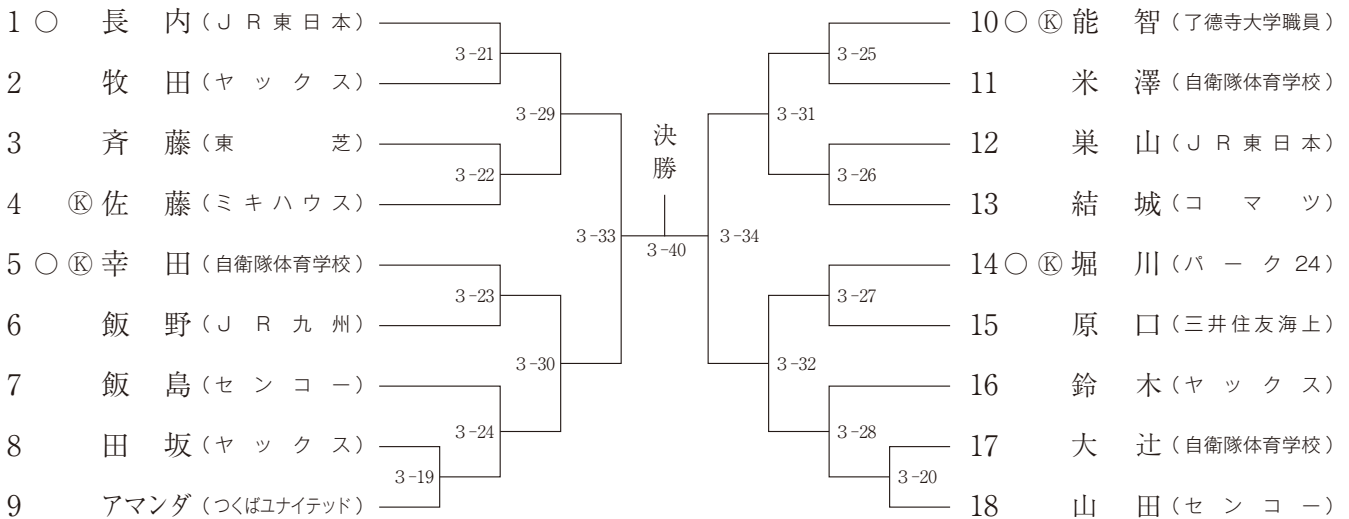 1 ○ 長内（ＪＲ東日本）
3-21
2 牧田（ヤックス）
3-29
3 斉藤（東芝）
3-22
4 Ⓚ 佐藤（ミキハウス）
3-33
5 ○ Ⓚ 幸田（自衛隊体育学校）
3-23
6 飯野（ＪＲ九州）
3-30
7 飯島（センコー）
3-24
8 田坂（ヤックス）
3-19
9 アマンダ（つくばユナイテッド）
決勝
3-40
10 ○ Ⓚ 能智（了德寺大学職員）
3-25
11 米澤（自衛隊体育学校）
3-31
12 巣山（ＪＲ東日本）
3-26
13 結城（コマツ）
3-34
14 ○ Ⓚ 堀川（パーク24）
3-27
15 原口（三井住友海上）
3-32
16 鈴木（ヤックス）
3-28
17 大辻（自衛隊体育学校）
3-20
18 山田（センコー）